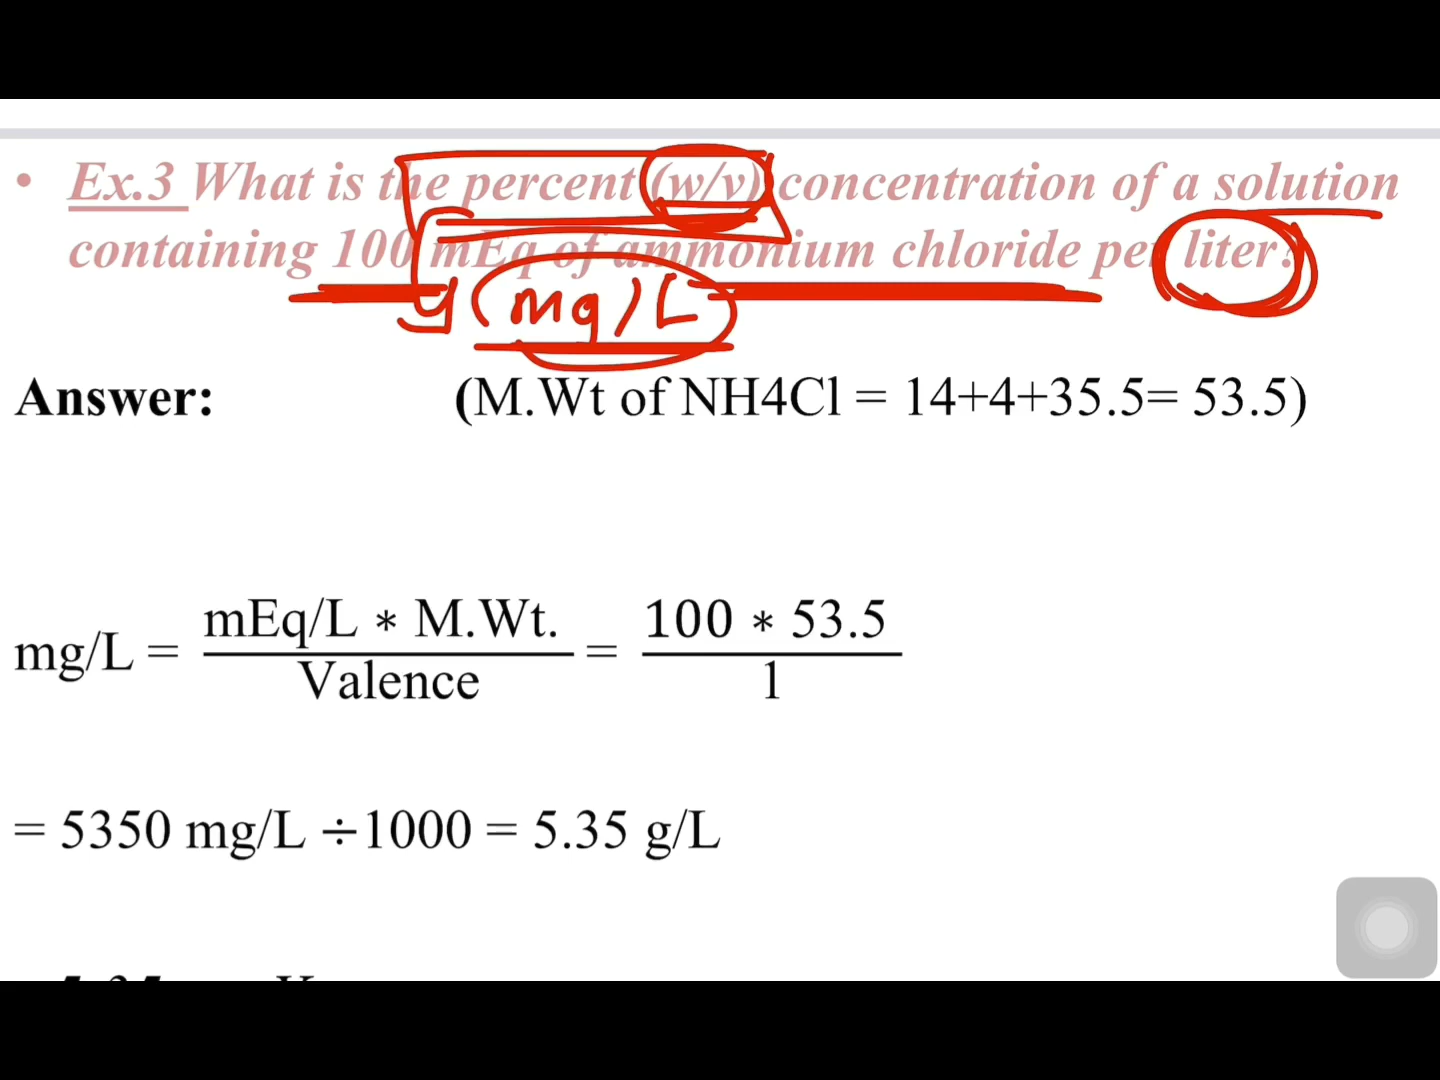 • Ex.3 What is the percent (w/v) concentration of a solution
containing 100 mEq of ammonium chloride per liter?
(mg)/L
Answer: (M.Wt of NH4Cl = 14+4+35.5= 53.5)
mg/L = mEq/L * M.Wt. / Valence = 100 * 53.5 / 1
= 5350 mg/L ÷1000 = 5.35 g/L